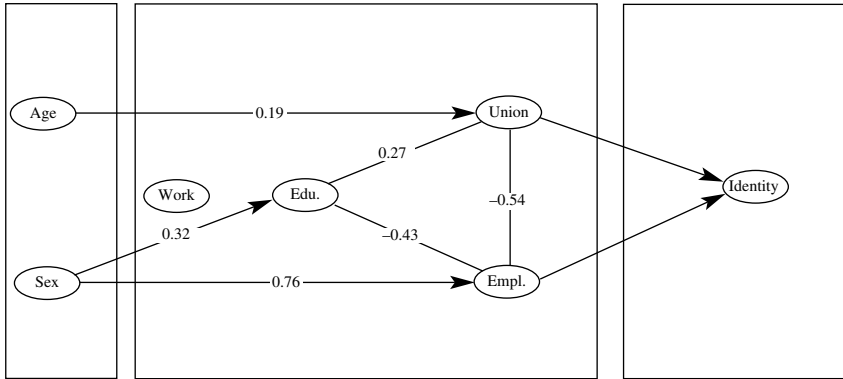 Age
0.19
Union
0.27
Work
Edu.
Identity
–0.54
0.32
–0.43
Sex
0.76
Empl.